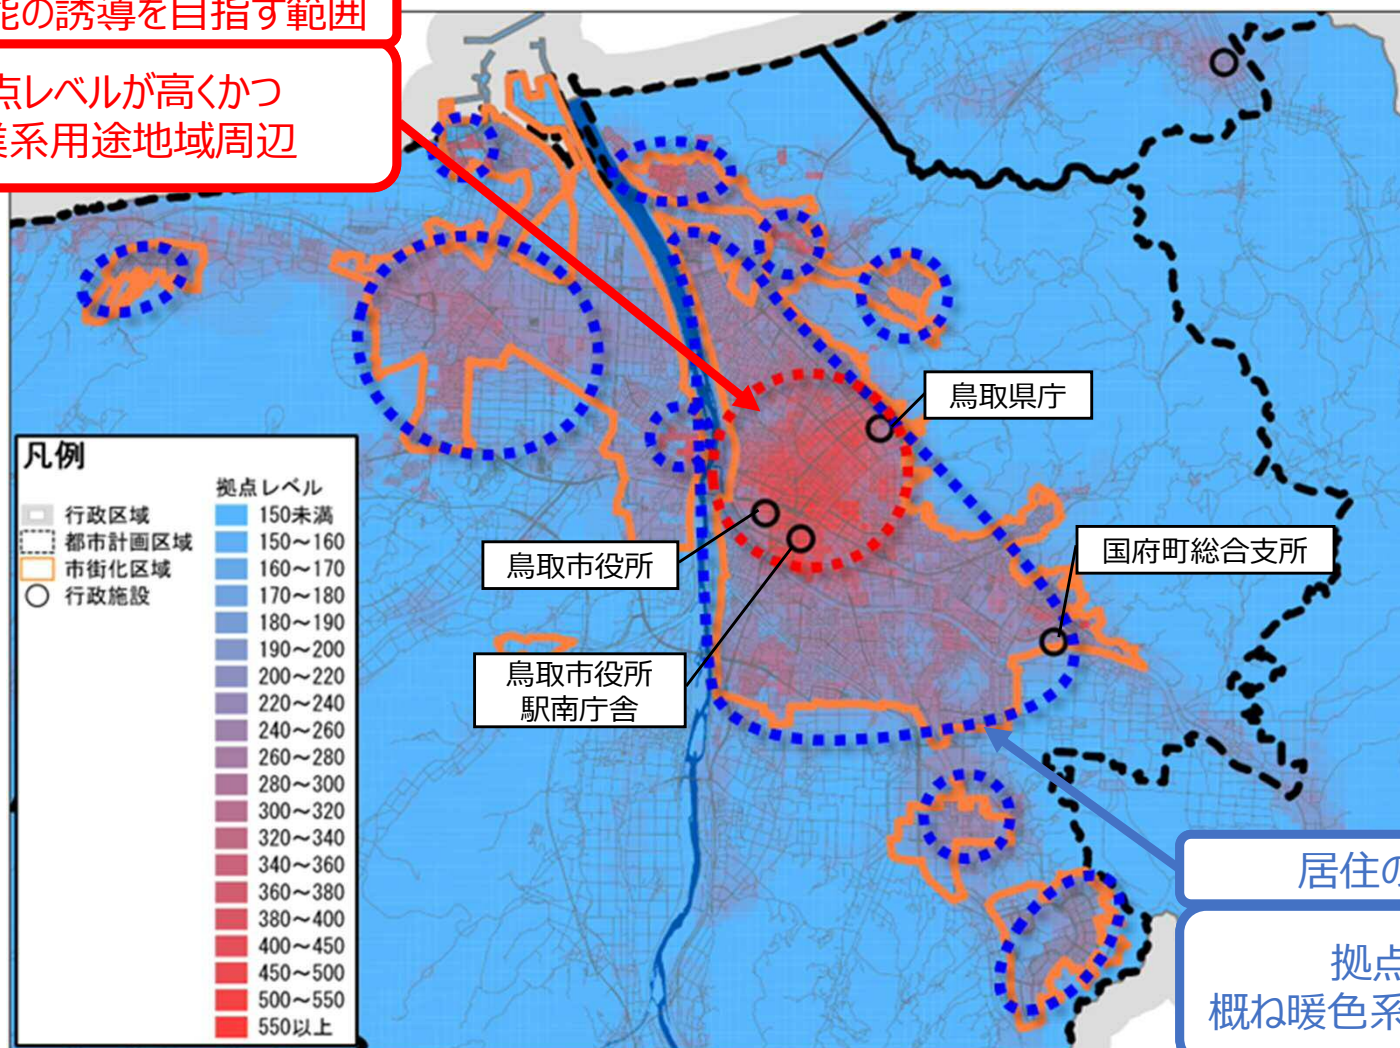 能の誘導を目指す範囲
点レベルが高くかつ
業系用途地域周辺
鳥取県庁
鳥取市役所
国府町総合支所
鳥取市役所
駅南庁舎
凡例
行政区域
都市計画区域
市街化区域
行政施設
拠点レベル
150未満
150～160
160～170
170～180
180～190
190～200
200～220
220～240
240～260
260～280
280～300
300～320
320～340
340～360
360～380
380～400
400～450
450～500
500～550
550以上
居住の
拠点
概ね暖色系